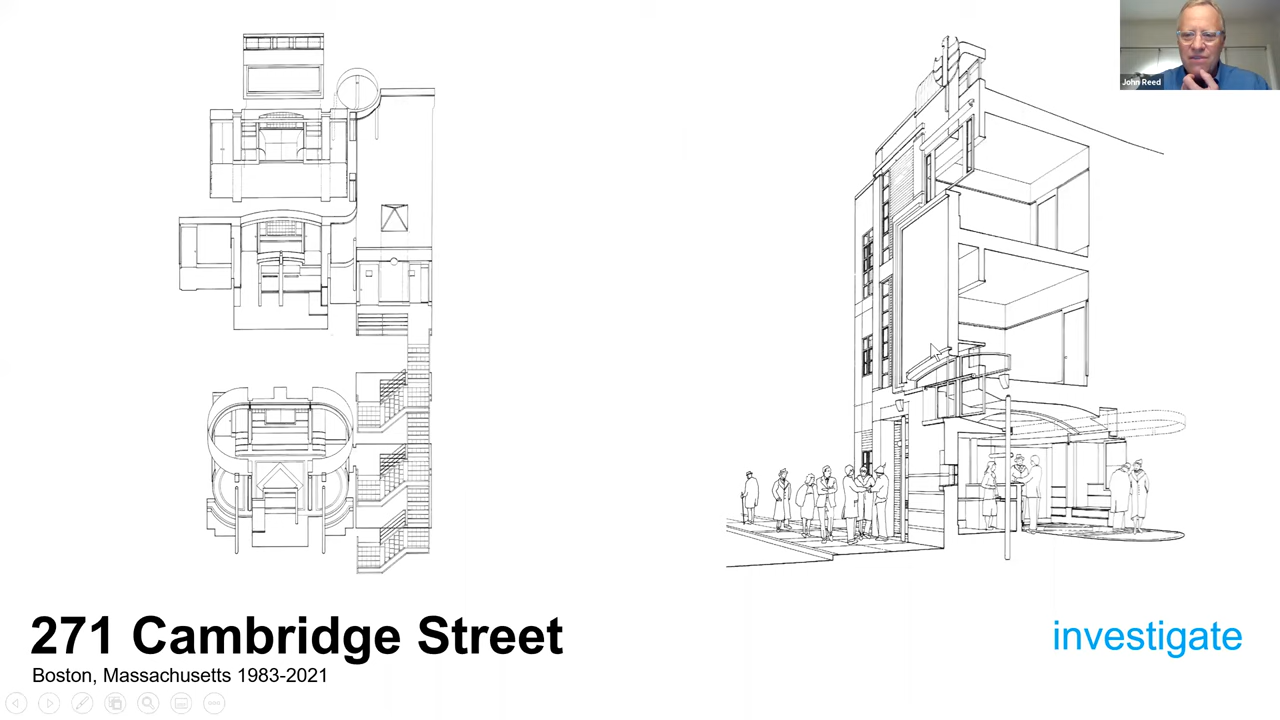 John Reed
271 Cambridge Street
Boston, Massachusetts 1983-2021
investigate